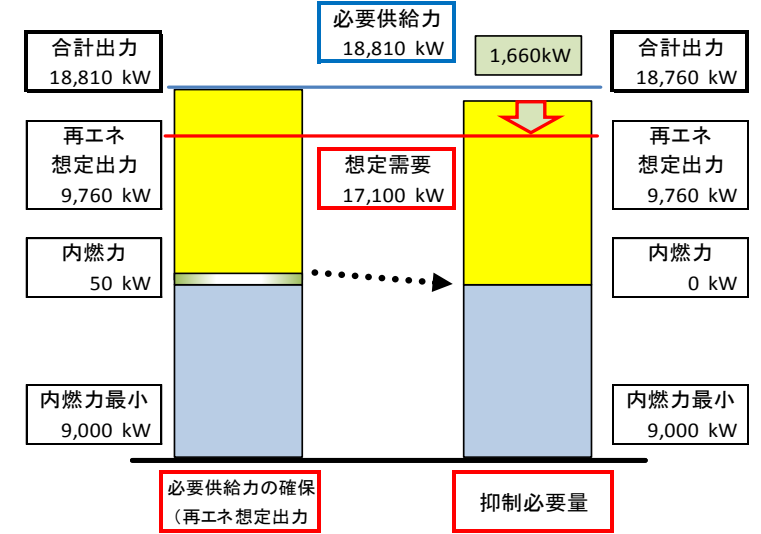 必要供給力
18,810 kW
1,660kW
合計出力
18,810 kW
合計出力
18,760 kW
再エネ
想定出力
9,760 kW
想定需要
17,100 kW
再エネ
想定出力
9,760 kW
内燃力
50 kW
内燃力
0 kW
内燃力最小
9,000 kW
内燃力最小
9,000 kW
必要供給力の確保
（再エネ想定出力
抑制必要量